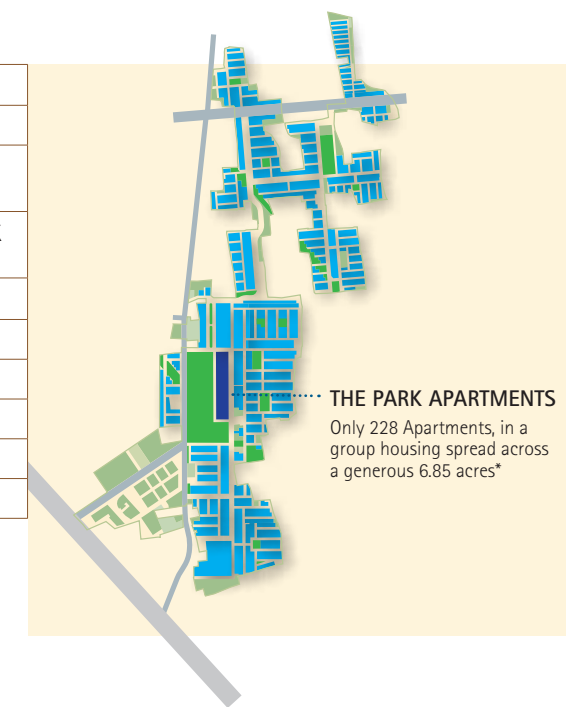 THE PARK APARTMENTS
Only 228 Apartments, in a
group housing spread across
a generous 6.85 acres*